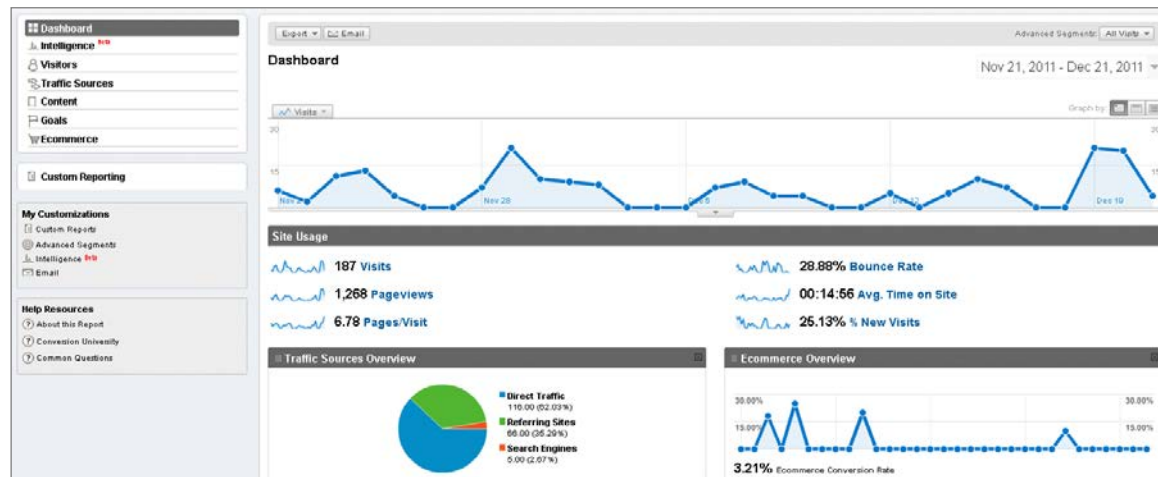 Dashboard
Intelligence Beta
Visitors
Traffic Sources
Content
Goals
Ecommerce
Custom Reporting
My Customizations
Custom Reports
Advanced Segments
Intelligence Beta
Email
Help Resources
About this Report
Conversion University
Common Questions
Export Email
Advanced Segments: All Visits
Dashboard
Nov 21, 2011 - Dec 21, 2011
Visits
Graph by:
30 30
15 15
Nov 28 Dec 19
Site Usage
187 Visits
1,268 Pageviews
6.78 Pages/Visit
28.88% Bounce Rate
00:14:56 Avg. Time on Site
25.13% % New Visits
Traffic Sources Overview
Direct Traffic
116.00 (62.03%)
Referring Sites
66.00 (35.29%)
Search Engines
5.00 (2.67%)
Ecommerce Overview
30.00% 30.00%
15.00% 15.00%
3.21% Ecommerce Conversion Rate